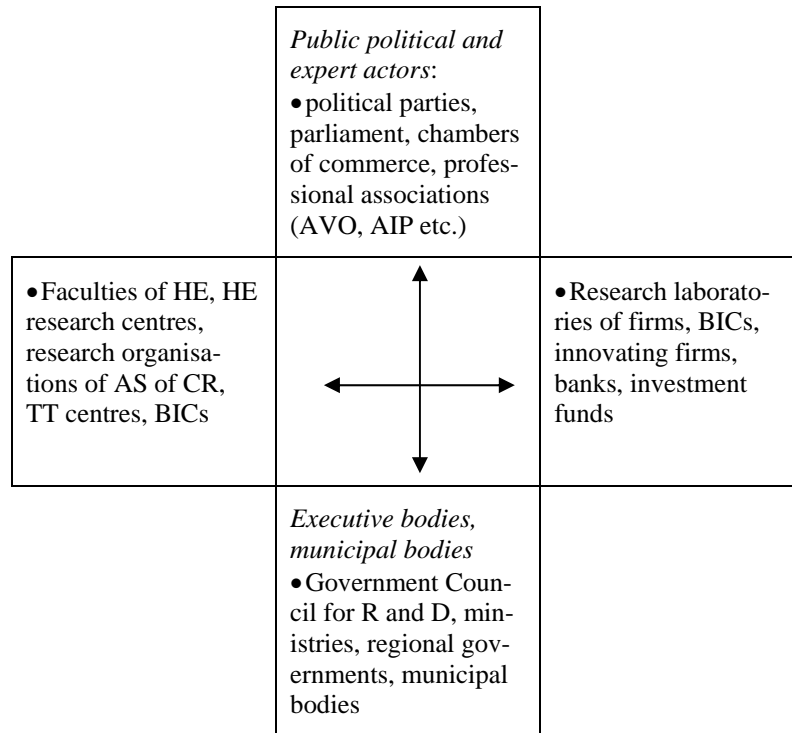 Public political and
expert actors:
•political parties,
parliament, chambers
of commerce, profes-
sional associations
(AVO, AIP etc.)
•Faculties of HE, HE
research centres,
research organisa-
tions of AS of CR,
TT centres, BICs
•Research laborato-
ries of firms, BICs,
innovating firms,
banks, investment
funds
Executive bodies,
municipal bodies
•Government Coun-
cil for R and D, min-
istries, regional gov-
ernments, municipal
bodies